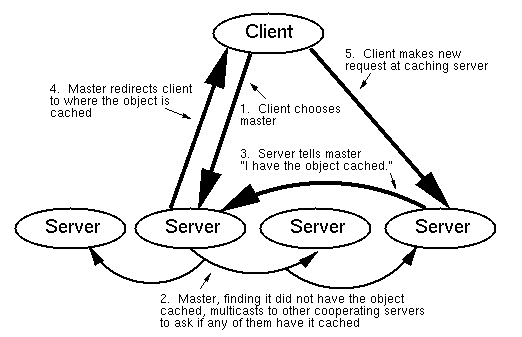 Client
5. Client makes new
request at caching server
4. Master redirects client
to where the object is
cached
1. Client chooses
master
3. Server tells master
"I have the object cached."
Server
Server
Server
Server
2. Master, finding it did not have the object
cached, multicasts to other cooperating servers
to ask if any of them have it cached